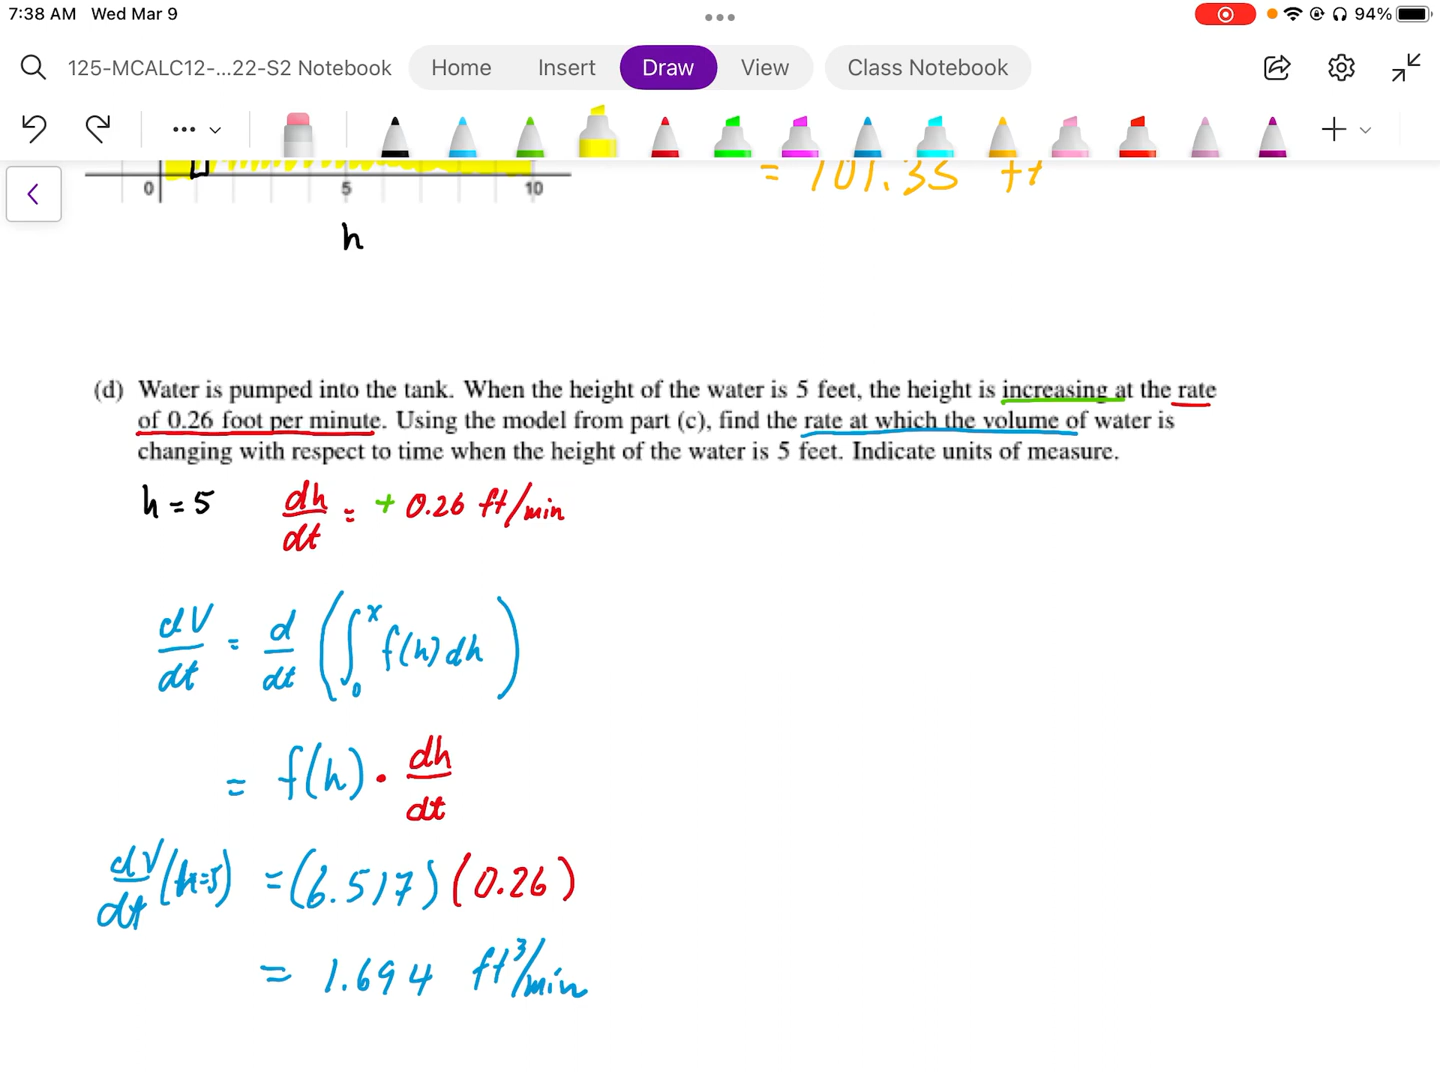 7:38 AM Wed Mar 9
94%
125-MCALC12-...22-S2 Notebook Home Insert Draw View Class Notebook
0 5 10
= 101.35 ft
h
(d) Water is pumped into the tank. When the height of the water is 5 feet, the height is increasing at the rate
of 0.26 foot per minute. Using the model from part (c), find the rate at which the volume of water is
changing with respect to time when the height of the water is 5 feet. Indicate units of measure.
h = 5 dh/dt = + 0.26 ft/min
dV/dt = d/dt (∫₀ˣ f(h) dh)
= f(h) · dh/dt
dV/dt (h=5) = (6.517)(0.26)
= 1.694 ft³/min